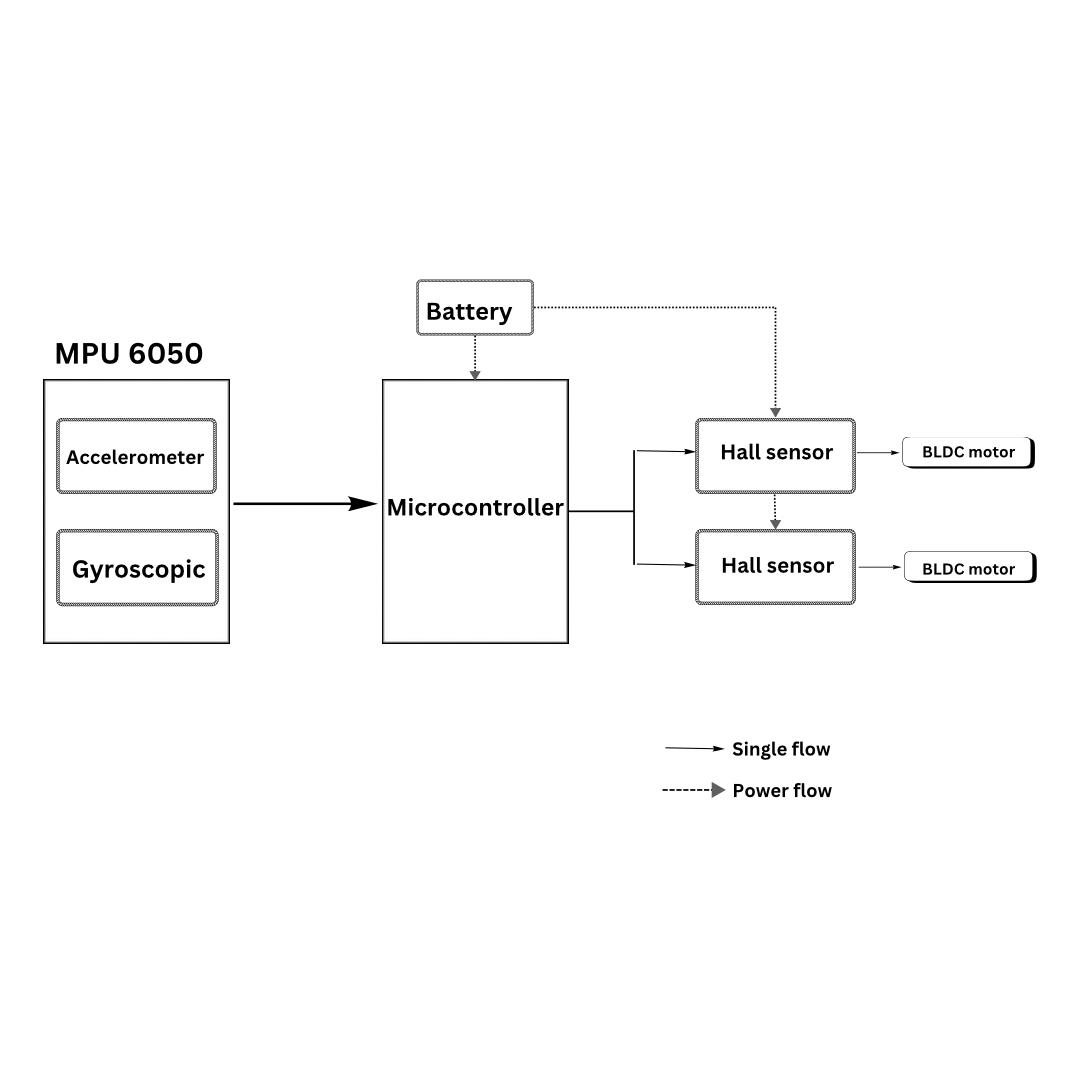 Battery
MPU 6050
Accelerometer
Gyroscopic
Microcontroller
Hall sensor
BLDC motor
Hall sensor
BLDC motor
Single flow
Power flow